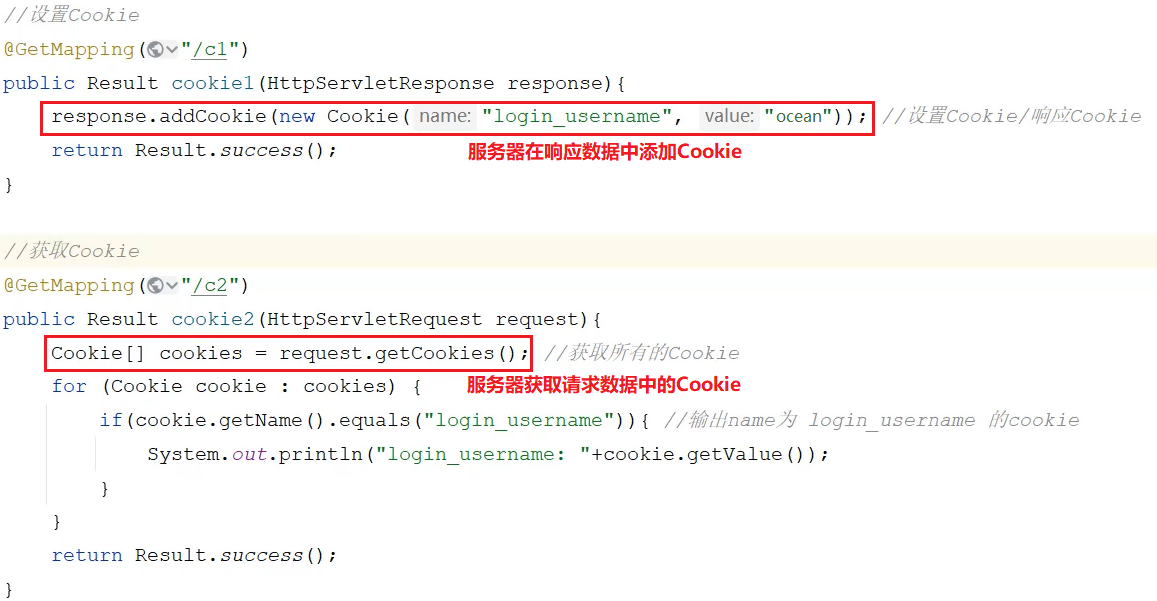 //设置Cookie
@GetMapping("/c1")
public Result cookie1(HttpServletResponse response){
response.addCookie(new Cookie( name: "login_username", value: "ocean")); //设置Cookie/响应Cookie
return Result.success();
服务器在响应数据中添加Cookie
}
//获取Cookie
@GetMapping("/c2")
public Result cookie2(HttpServletRequest request){
Cookie[] cookies = request.getCookies(); //获取所有的Cookie
for (Cookie cookie : cookies) {
服务器获取请求数据中的Cookie
if(cookie.getName().equals("login_username")){ //输出name为 login_username 的cookie
System.out.println("login_username: "+cookie.getValue());
}
}
return Result.success();
}